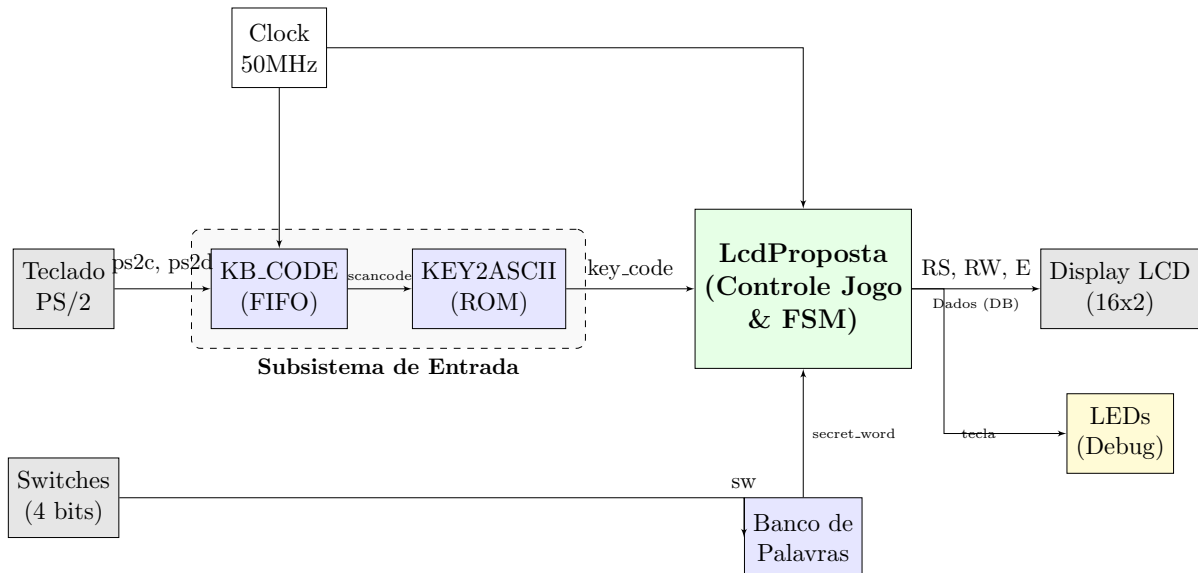 Clock
50MHz
Teclado
PS/2
ps2c, ps2d
KB_CODE
(FIFO)
scancode
KEY2ASCII
(ROM)
key_code
Subsistema de Entrada
LcdProposta
(Controle Jogo
& FSM)
RS, RW, E
Dados (DB)
Display LCD
(16x2)
LEDs
(Debug)
tecla
secret_word
Switches
(4 bits)
sw
Banco de
Palavras